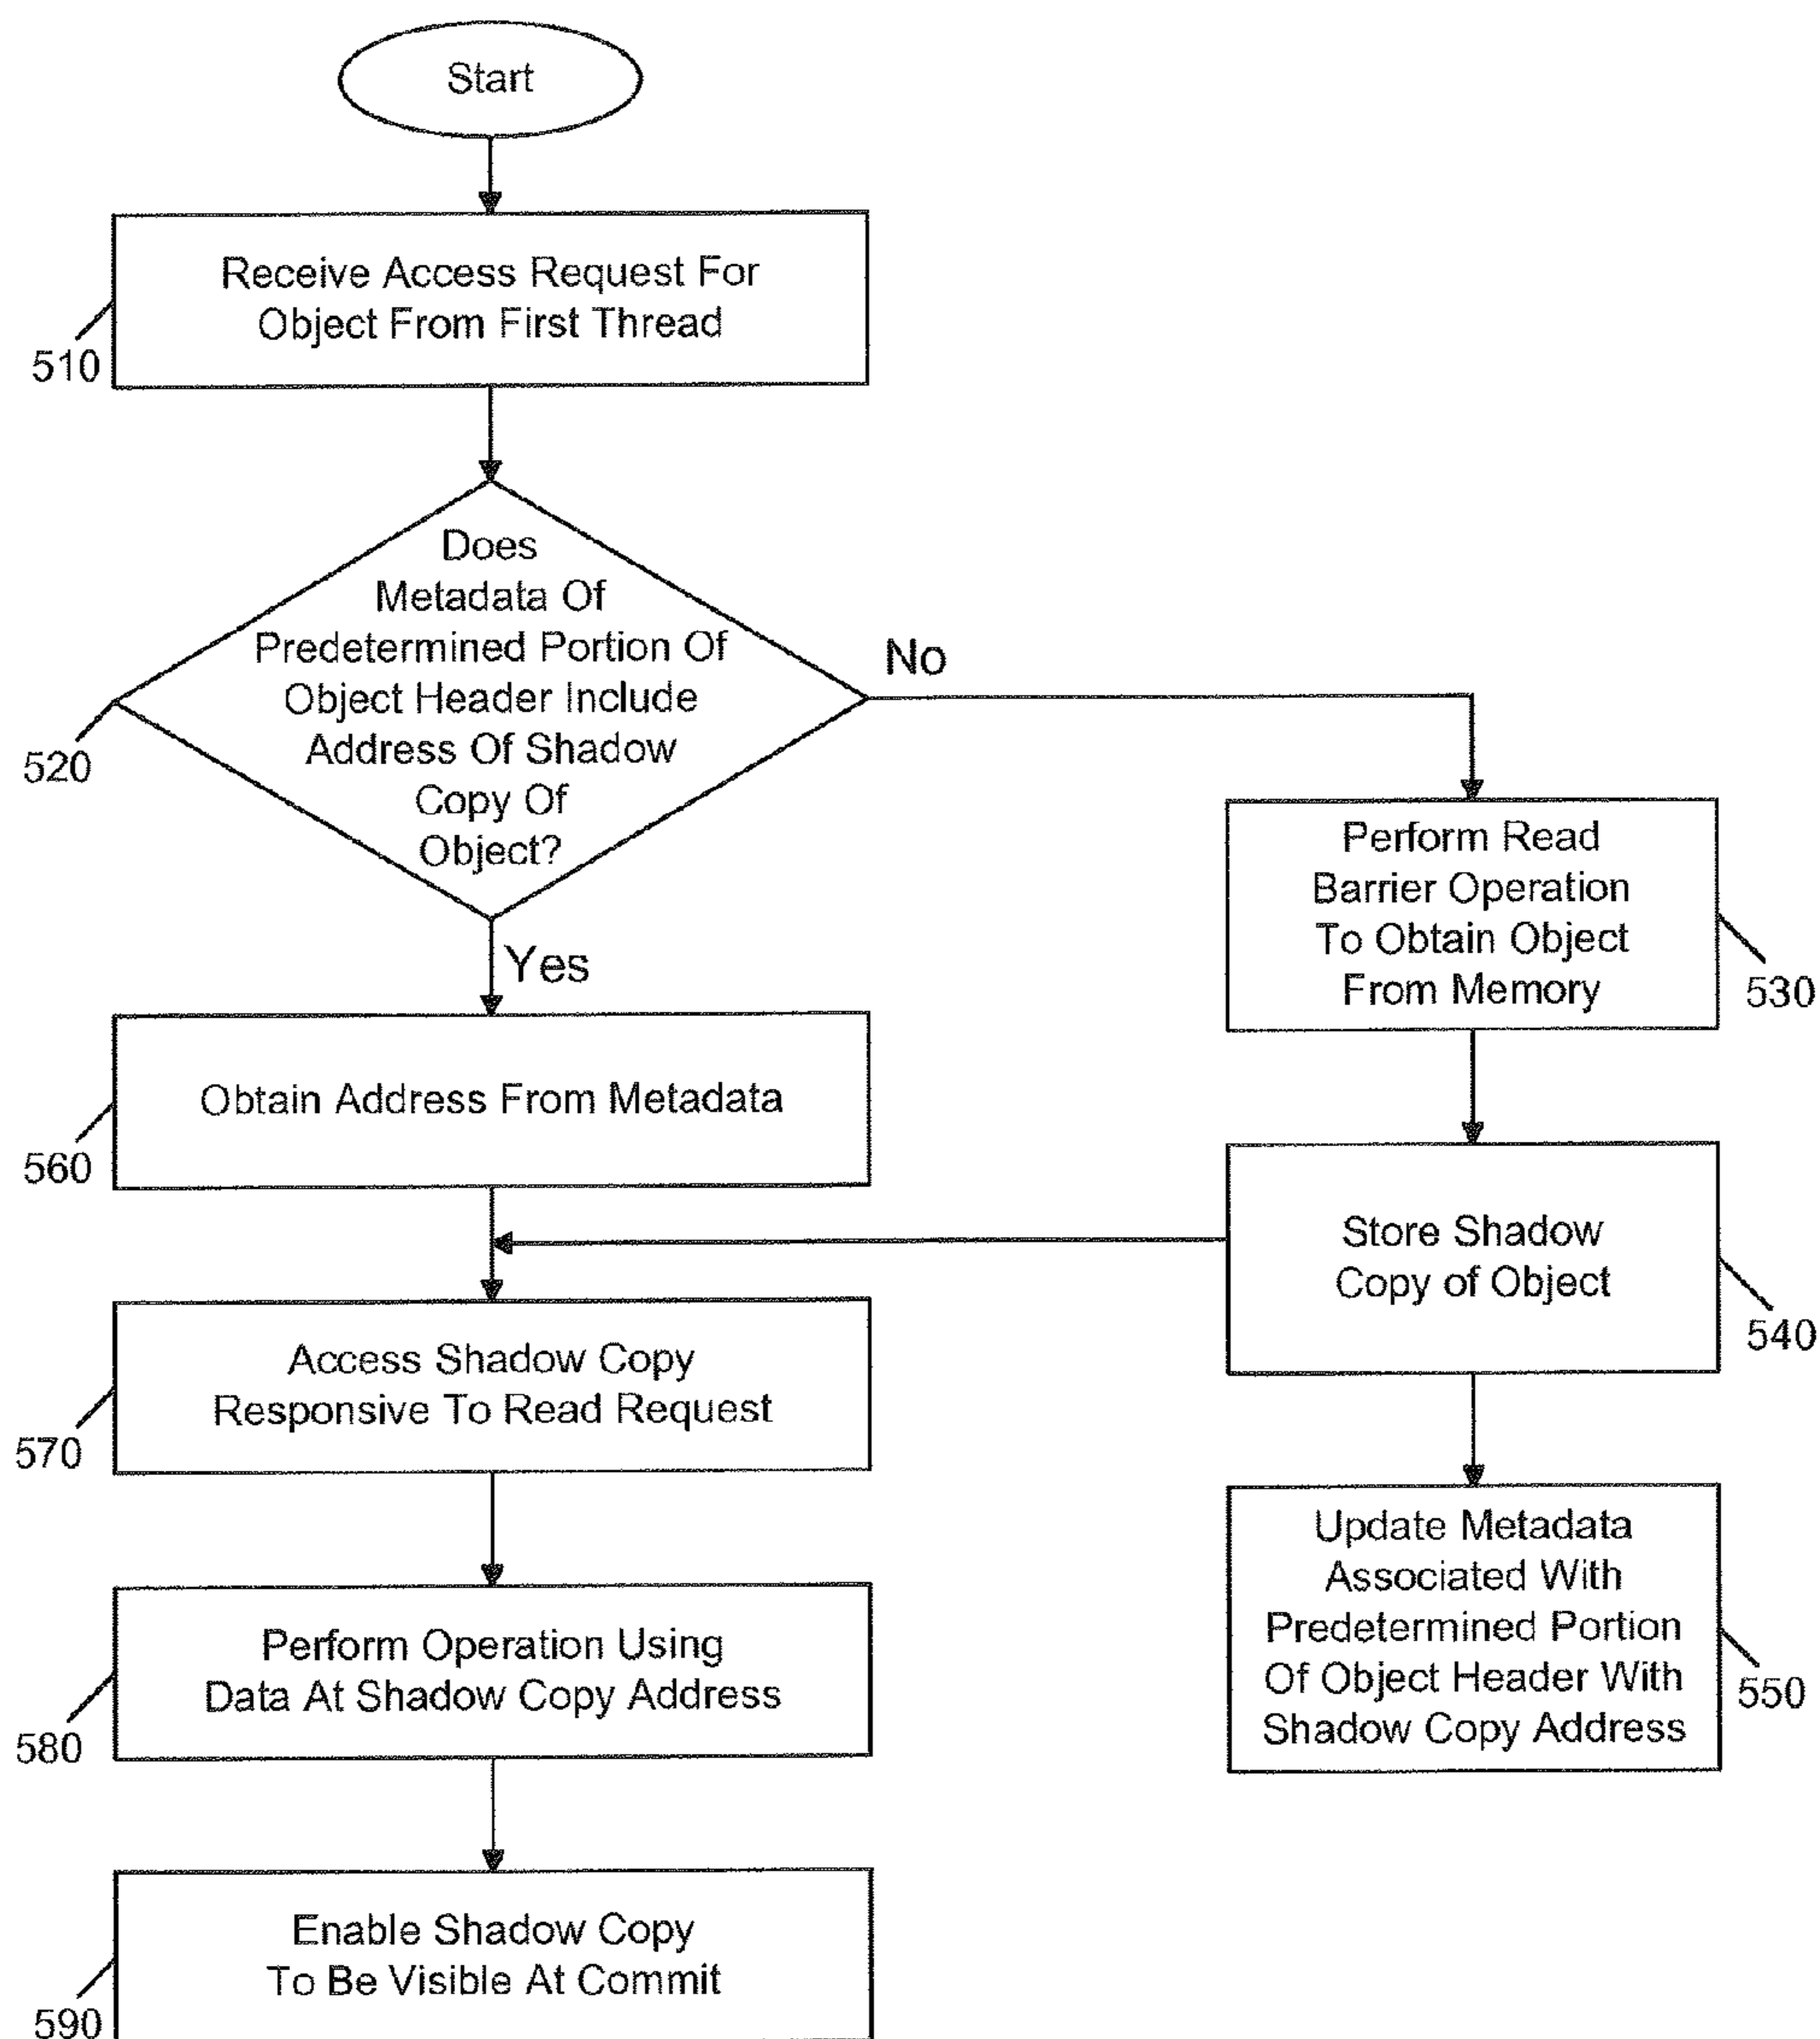 Start
Receive Access Request For
Object From First Thread
510
Does
Metadata Of
Predetermined Portion Of
Object Header Include
Address Of Shadow
Copy Of
Object?
520
No
Yes
Perform Read
Barrier Operation
To Obtain Object
From Memory
530
Obtain Address From Metadata
560
Store Shadow
Copy of Object
540
Access Shadow Copy
Responsive To Read Request
570
Update Metadata
Associated With
Predetermined Portion
Of Object Header With
Shadow Copy Address
550
Perform Operation Using
Data At Shadow Copy Address
580
Enable Shadow Copy
To Be Visible At Commit
590